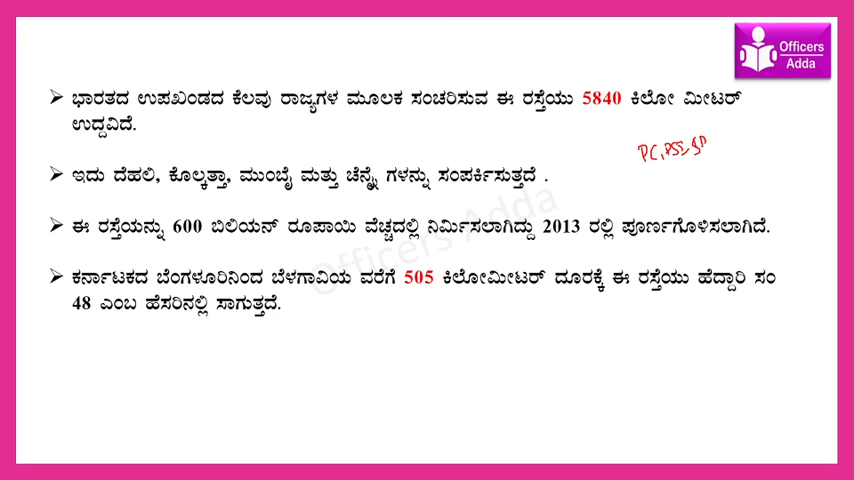 Officers
Adda
➤ ಭಾರತದ ಉಪಖಂಡದ ಕೆಲವು ರಾಜ್ಯಗಳ ಮೂಲಕ ಸಂಚರಿಸುವ ಈ ರಸ್ತೆಯು 5840 ಕಿಲೋ ಮೀಟರ್
ಉದ್ದವಿದೆ.
PC, PSI,
➤ ಇದು ದೆಹಲಿ, ಕೊಲ್ಕತ್ತಾ, ಮುಂಬೈ ಮತ್ತು ಚೆನ್ನೈ ಗಳನ್ನು ಸಂಪರ್ಕಿಸುತ್ತದೆ .
➤ ಈ ರಸ್ತೆಯನ್ನು 600 ಬಿಲಿಯನ್ ರೂಪಾಯಿ ವೆಚ್ಚದಲ್ಲಿ ನಿರ್ಮಿಸಲಾಗಿದ್ದು 2013 ರಲ್ಲಿ ಪೂರ್ಣಗೊಳಿಸಲಾಗಿದೆ.
Officers Adda
➤ ಕರ್ನಾಟಕದ ಬೆಂಗಳೂರಿನಿಂದ ಬೆಳಗಾವಿಯ ವರೆಗೆ 505 ಕಿಲೋಮೀಟರ್ ದೂರಕ್ಕೆ ಈ ರಸ್ತೆಯು ಹೆದ್ದಾರಿ ಸಂ
48 ಎಂಬ ಹೆಸರಿನಲ್ಲಿ ಸಾಗುತ್ತದೆ.